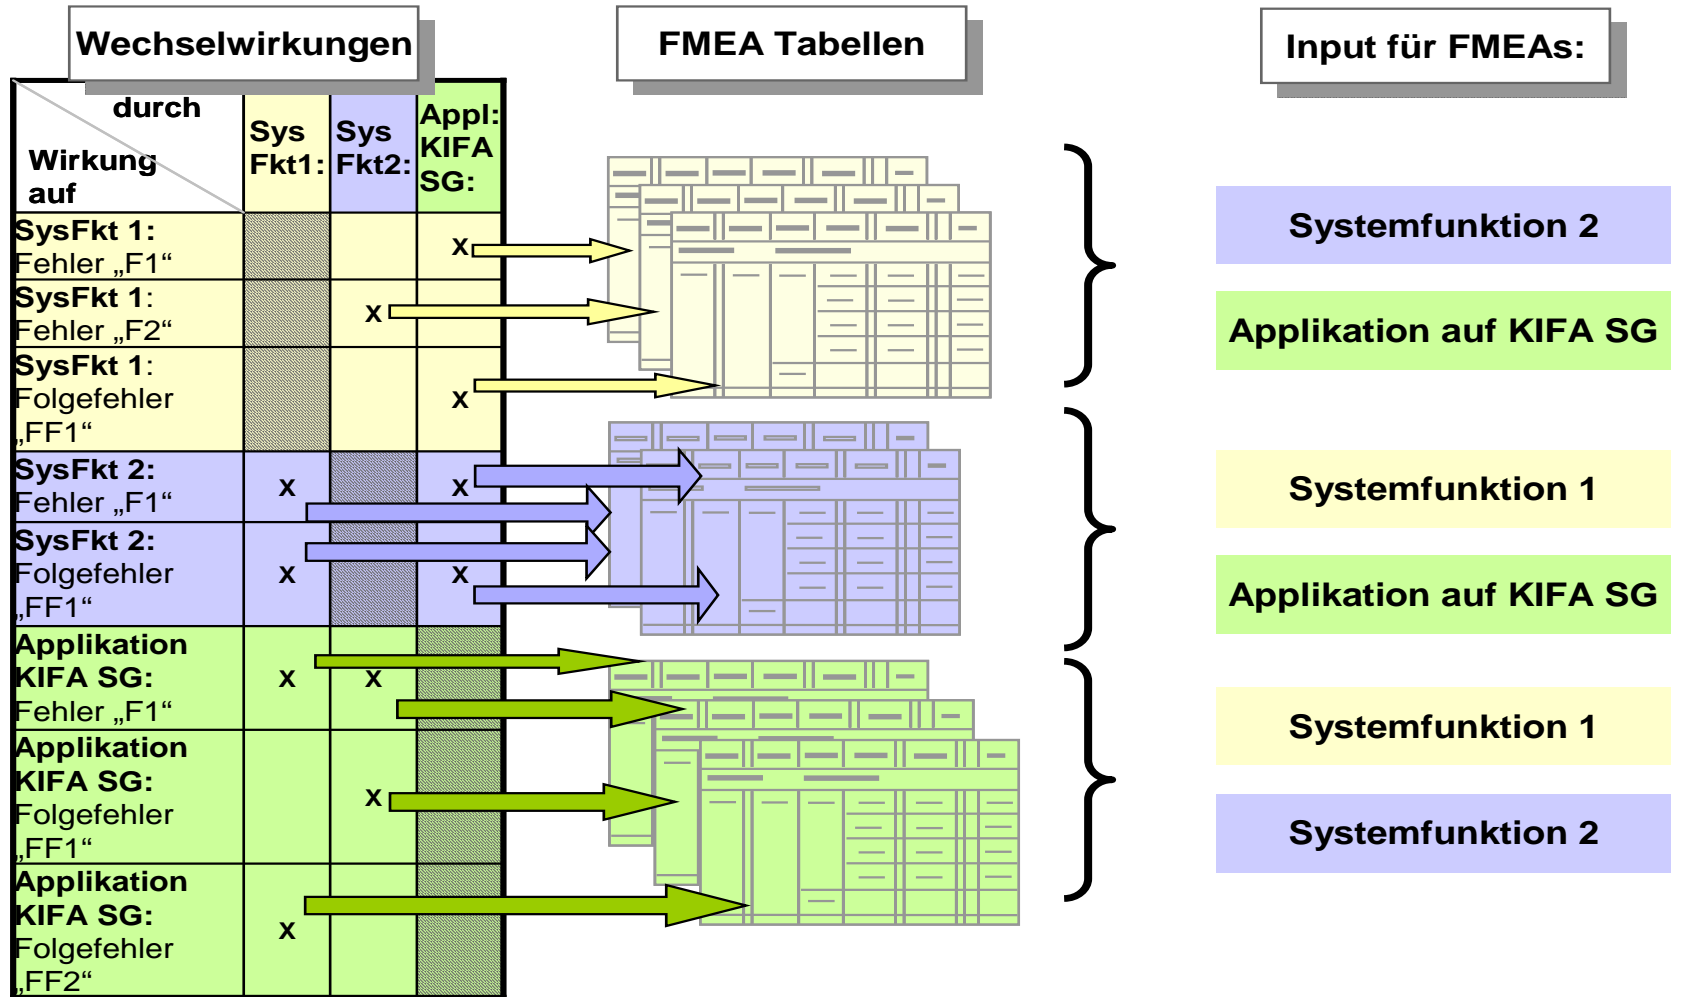 Wechselwirkungen
FMEA Tabellen
Input für FMEAs:
durch
Wirkung
auf
Sys
Fkt1:
Sys
Fkt2:
Appl:
KIFA
SG:
SysFkt 1:
Fehler „F1“
x
SysFkt 1:
Fehler „F2“
x
SysFkt 1:
Folgefehler
„FF1“
x
SysFkt 2:
Fehler „F1“
x x
SysFkt 2:
Folgefehler
„FF1“
x x
Applikation
KIFA SG:
Fehler „F1“
x x
Applikation
KIFA SG:
Folgefehler
„FF1“
x
Applikation
KIFA SG:
Folgefehler
„FF2“
x
Systemfunktion 2
Applikation auf KIFA SG
Systemfunktion 1
Applikation auf KIFA SG
Systemfunktion 1
Systemfunktion 2